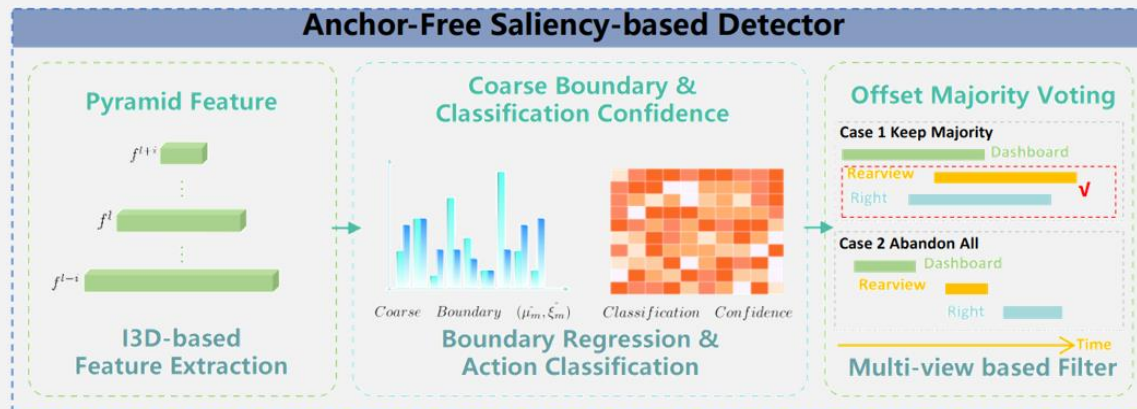 Anchor-Free Saliency-based Detector
Pyramid Feature
f^{l+i}
⋮
f^l
⋮
f^{l-i}
I3D-based
Feature Extraction
Coarse Boundary &
Classification Confidence
Coarse Boundary (μ̂_m, ξ̂_m)
Classification Confidence
Boundary Regression &
Action Classification
Offset Majority Voting
Case 1 Keep Majority
Dashboard
Rearview
√
Right
Case 2 Abandon All
Dashboard
Rearview
Right
Time
Multi-view based Filter